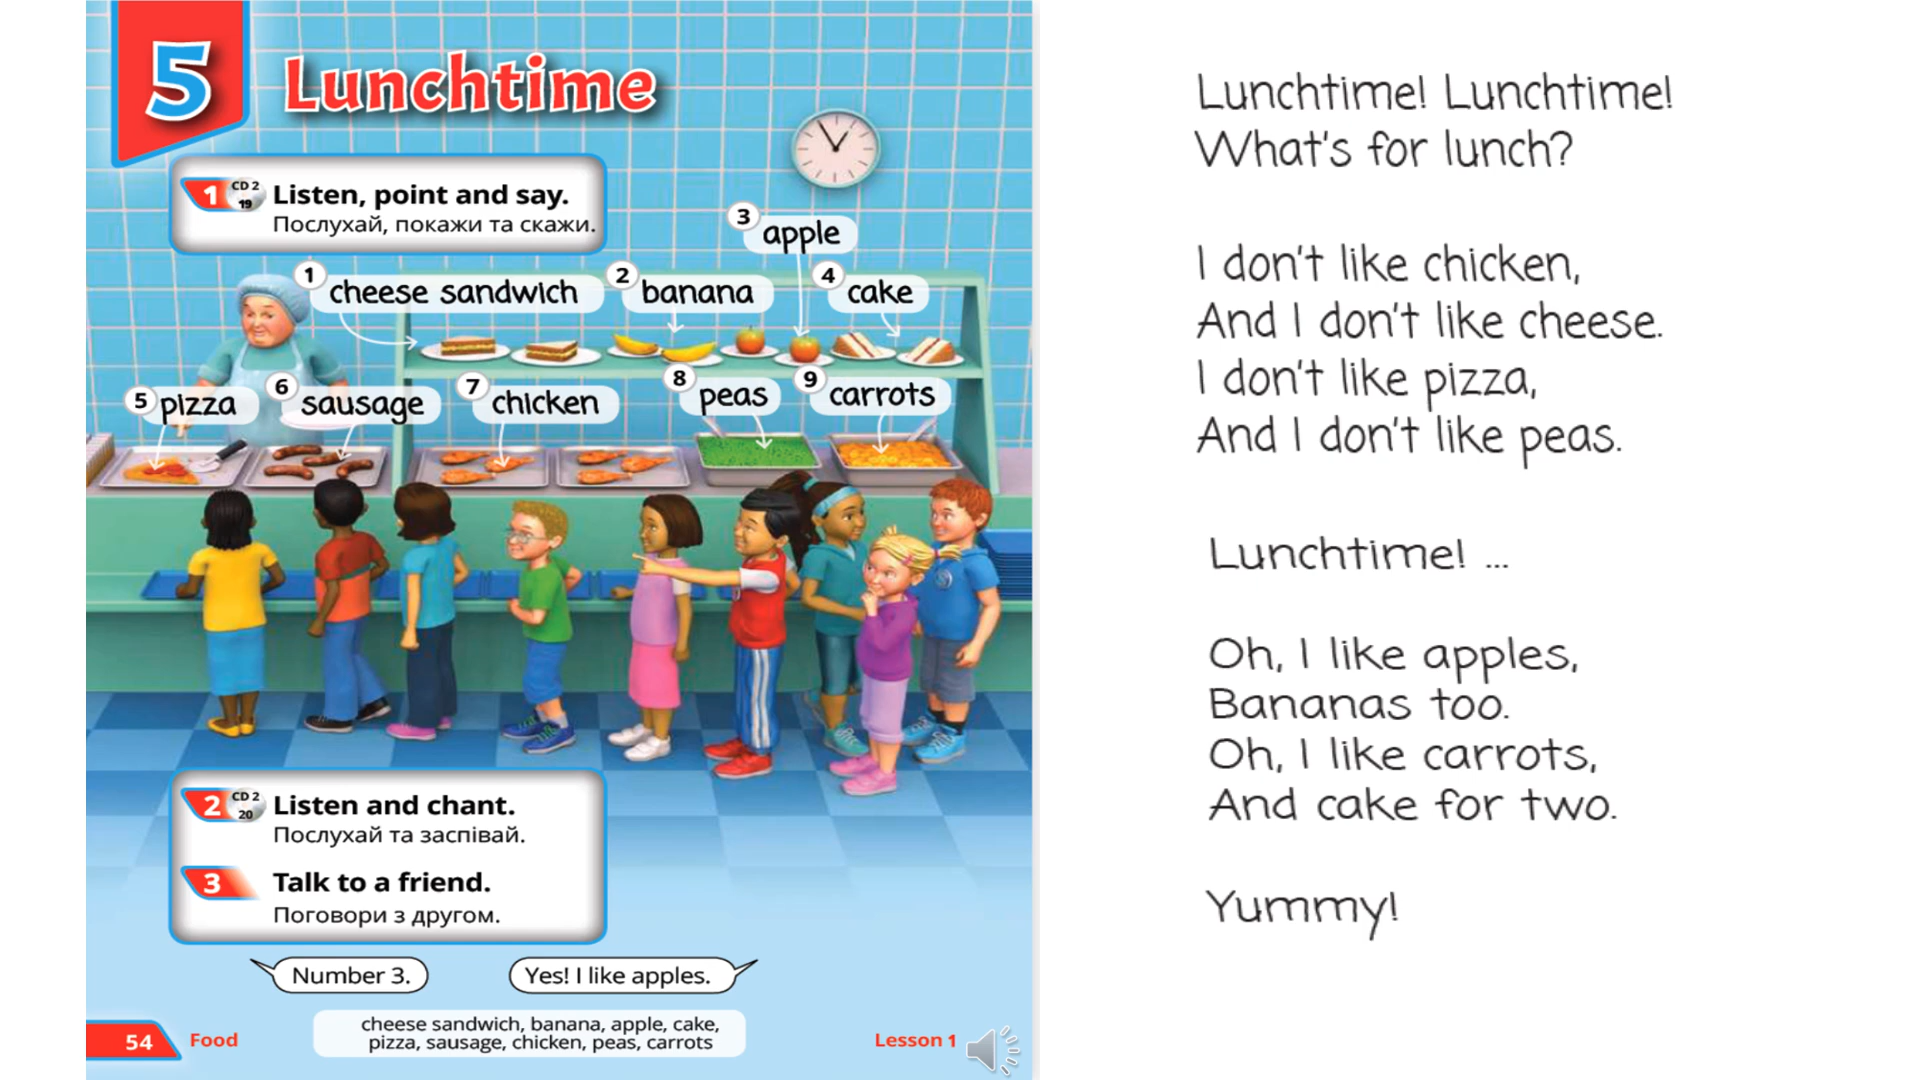 5
Lunchtime
1 CD 2 19 Listen, point and say.
Послухай, покажи та скажи.
3 apple
1 cheese sandwich
2 banana
4 cake
5 pizza
6 sausage
7 chicken
8 peas
9 carrots
2 CD 2 20 Listen and chant.
Послухай та заспівай.
3 Talk to a friend.
Поговори з другом.
Number 3.
Yes! I like apples.
cheese sandwich, banana, apple, cake,
pizza, sausage, chicken, peas, carrots
54 Food
Lesson 1
Lunchtime! Lunchtime!
What's for lunch?
I don't like chicken,
And I don't like cheese.
I don't like pizza,
And I don't like peas.
Lunchtime! ...
Oh, I like apples,
Bananas too.
Oh, I like carrots,
And cake for two.
Yummy!